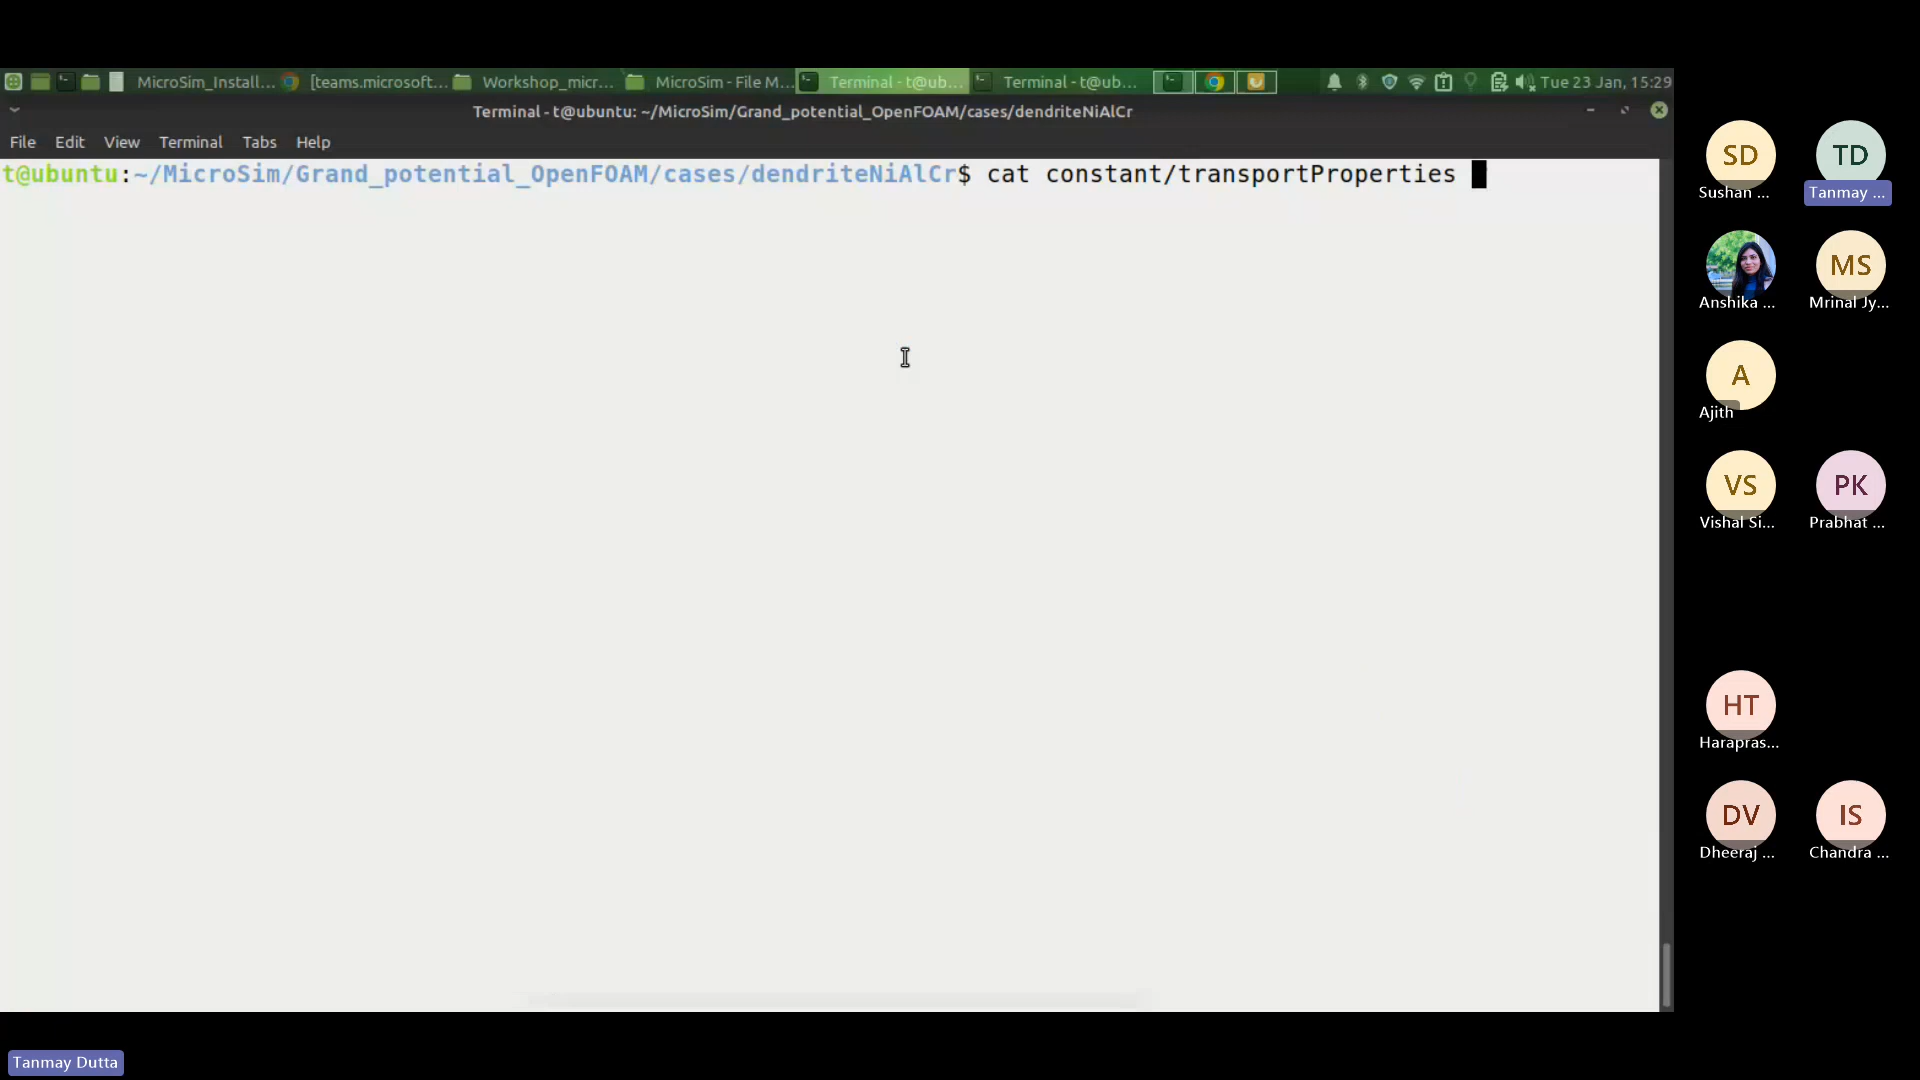 MicroSim_Install...
[teams.microsoft...
Workshop_micr...
MicroSim - File M...
Terminal - t@ub...
Terminal - t@ub...
Tue 23 Jan, 15:29
Terminal - t@ubuntu: ~/MicroSim/Grand_potential_OpenFOAM/cases/dendriteNiAlCr
File Edit View Terminal Tabs Help
t@ubuntu:~/MicroSim/Grand_potential_OpenFOAM/cases/dendriteNiAlCr$ cat constant/transportProperties
SD
Sushan ...
TD
Tanmay ...
Anshika ...
MS
Mrinal Jy...
A
Ajith
VS
Vishal Si...
PK
Prabhat ...
HT
Harapras...
DV
Dheeraj ...
IS
Chandra ...
Tanmay Dutta